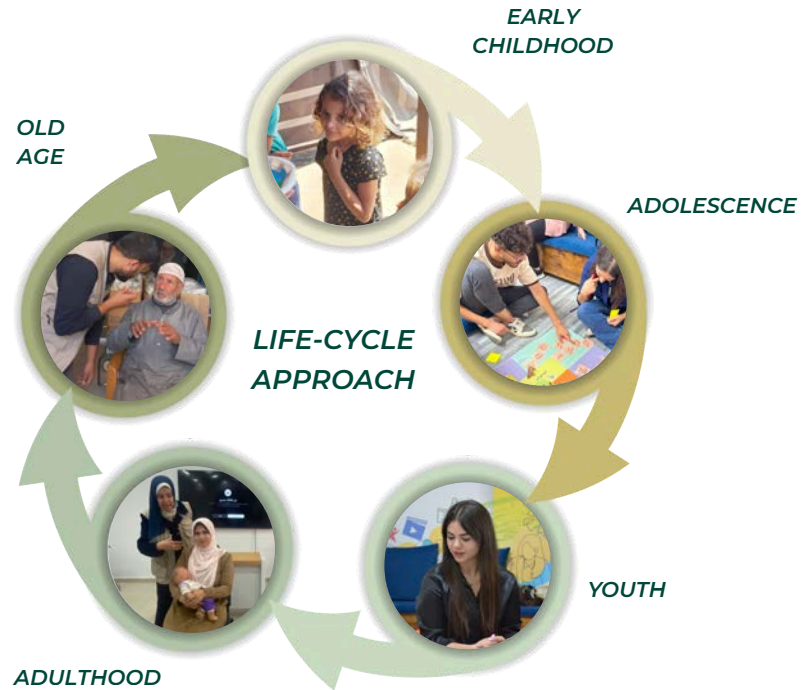 EARLY
CHILDHOOD
OLD
AGE
ADOLESCENCE
LIFE-CYCLE
APPROACH
YOUTH
ADULTHOOD